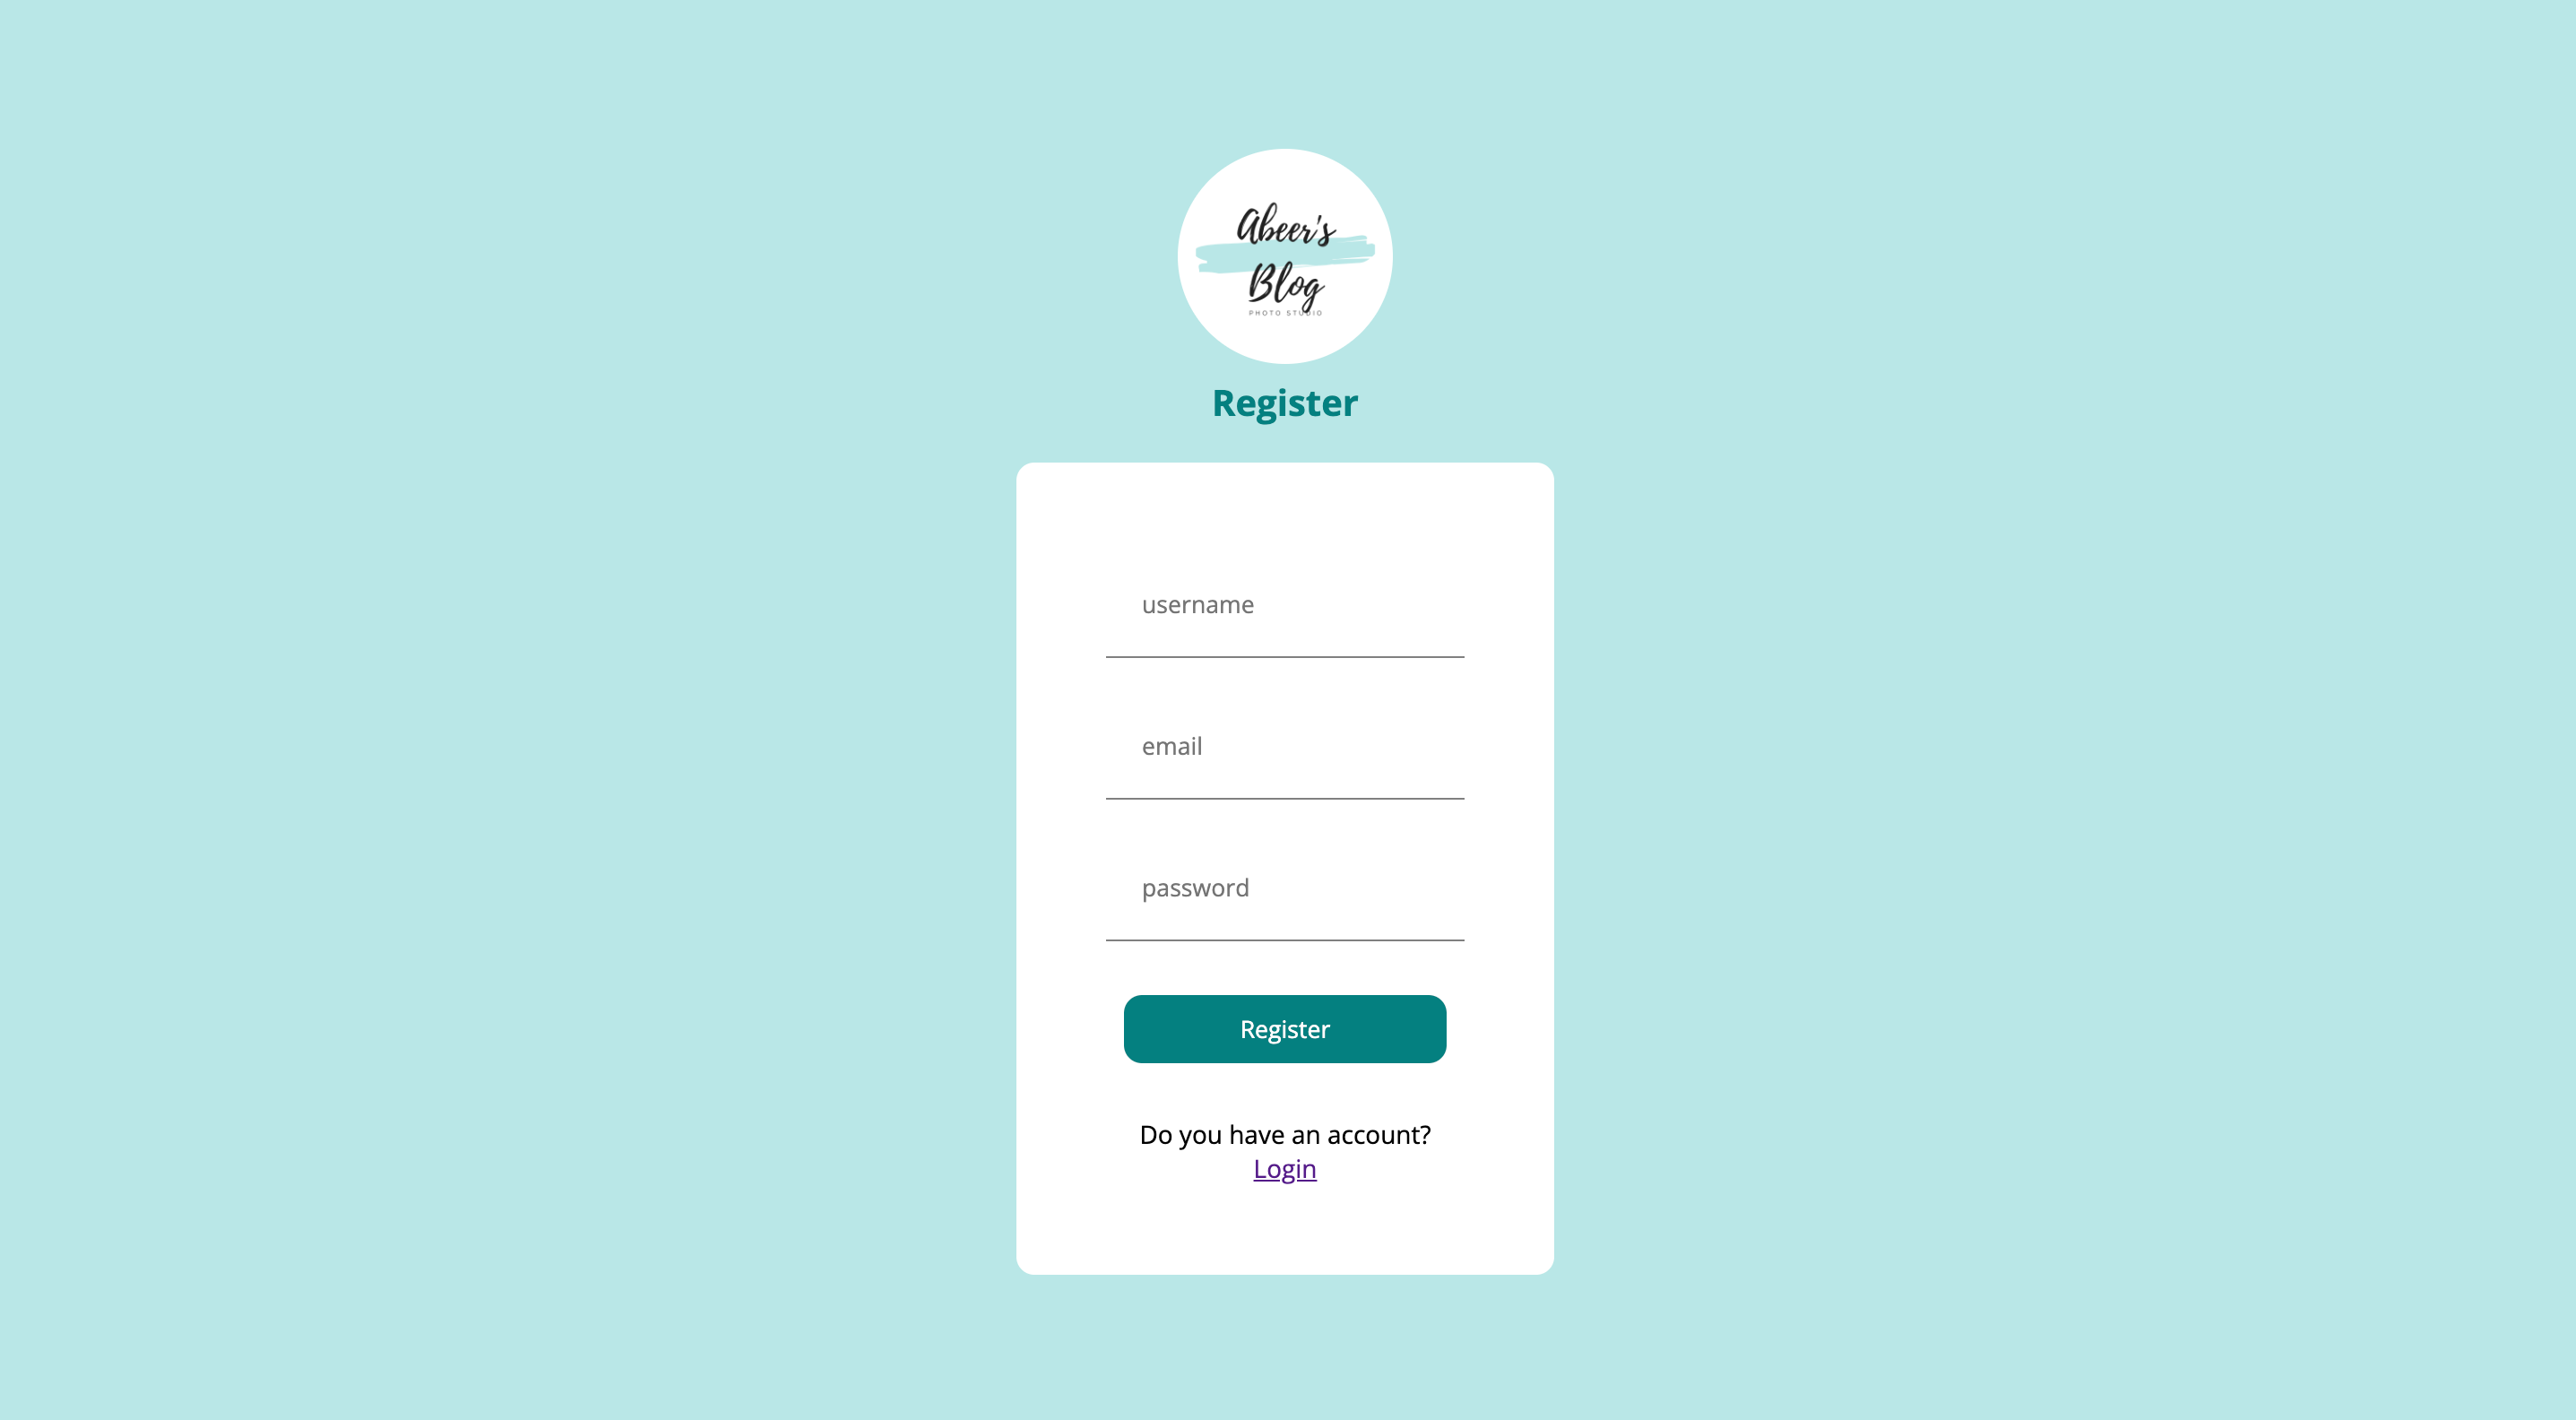 Abeer's
Blog
PHOTO STUDIO
Register
username
email
password
Register
Do you have an account?
Login